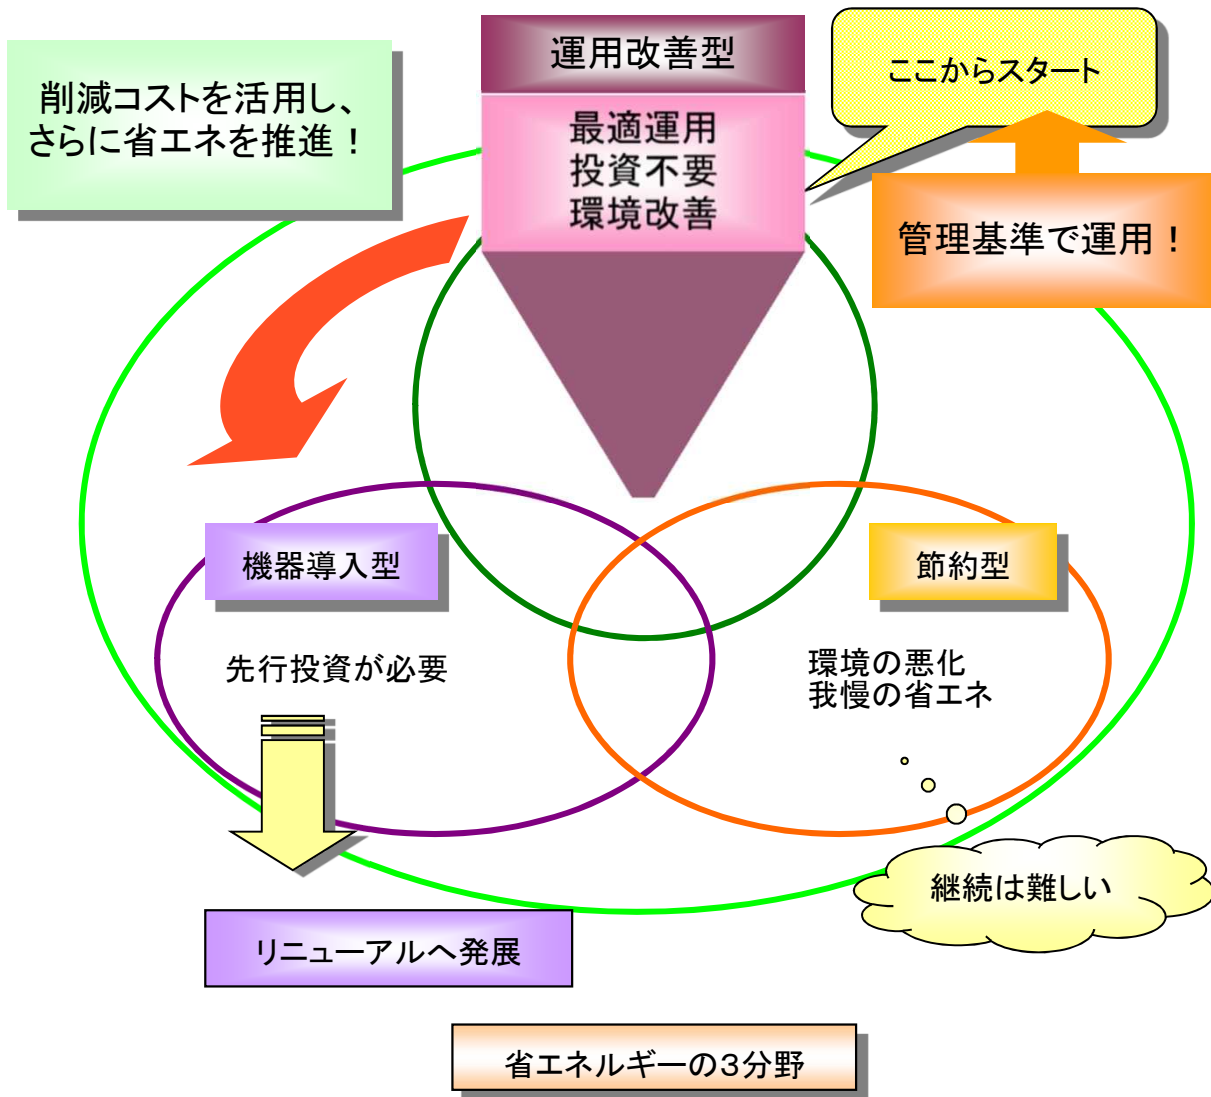 運用改善型
ここからスタート
削減コストを活用し、
さらに省エネを推進！
最適運用
投資不要
環境改善
管理基準で運用！
機器導入型
節約型
先行投資が必要
環境の悪化
我慢の省エネ
継続は難しい
リニューアルへ発展
省エネルギーの３分野